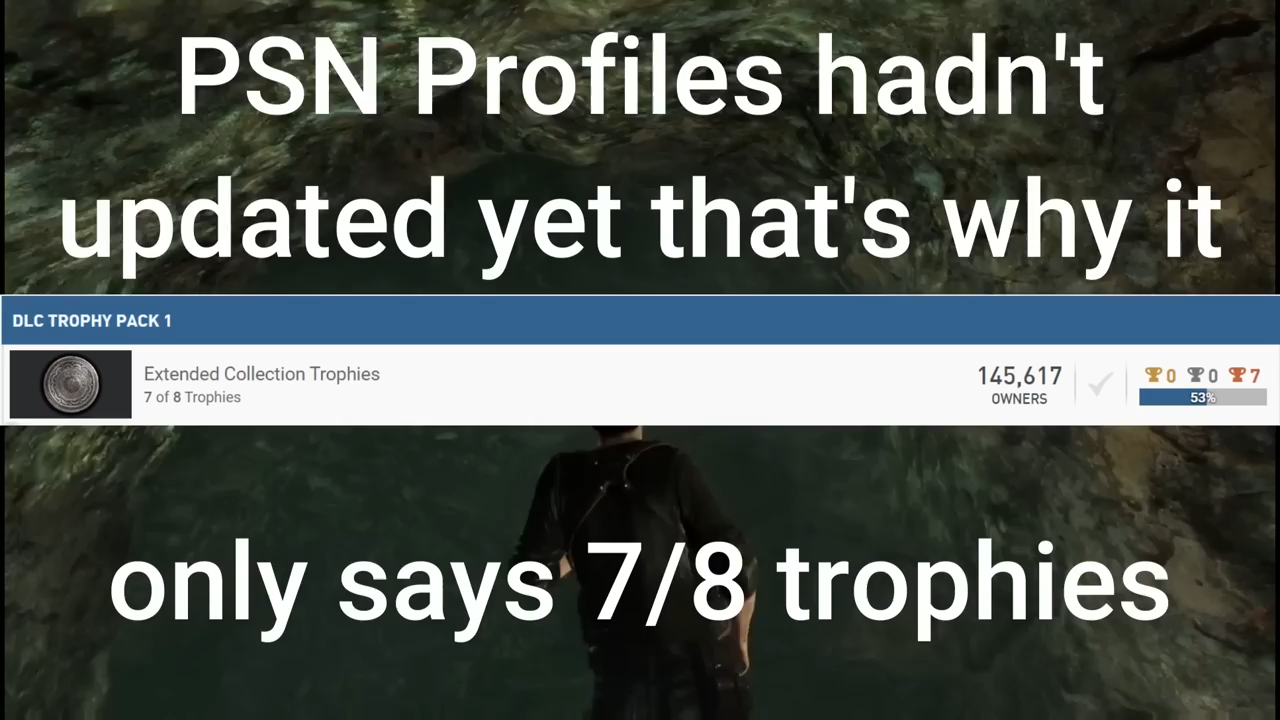 PSN Profiles hadn't
updated yet that's why it
DLC TROPHY PACK 1
Extended Collection Trophies
7 of 8 Trophies
145,617
OWNERS
0 0 7
53%
only says 7/8 trophies